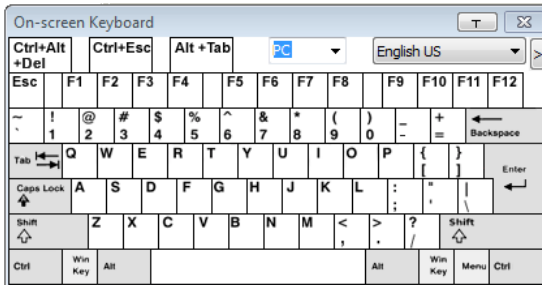 On-screen Keyboard T
Ctrl+Alt+Del Ctrl+Esc Alt +Tab PC English US >
Esc F1 F2 F3 F4 F5 F6 F7 F8 F9 F10 F11 F12
~ ! @ # $ % ^ & * ( ) _ +
` 1 2 3 4 5 6 7 8 9 0 - = Backspace
Tab Q W E R T Y U I O P { }
[ ] Enter
Caps Lock A S D F G H J K L : " |
; ' \
Shift Z X C V B N M < > ? Shift
, . /
Ctrl Win Key Alt Alt Win Key Menu Ctrl